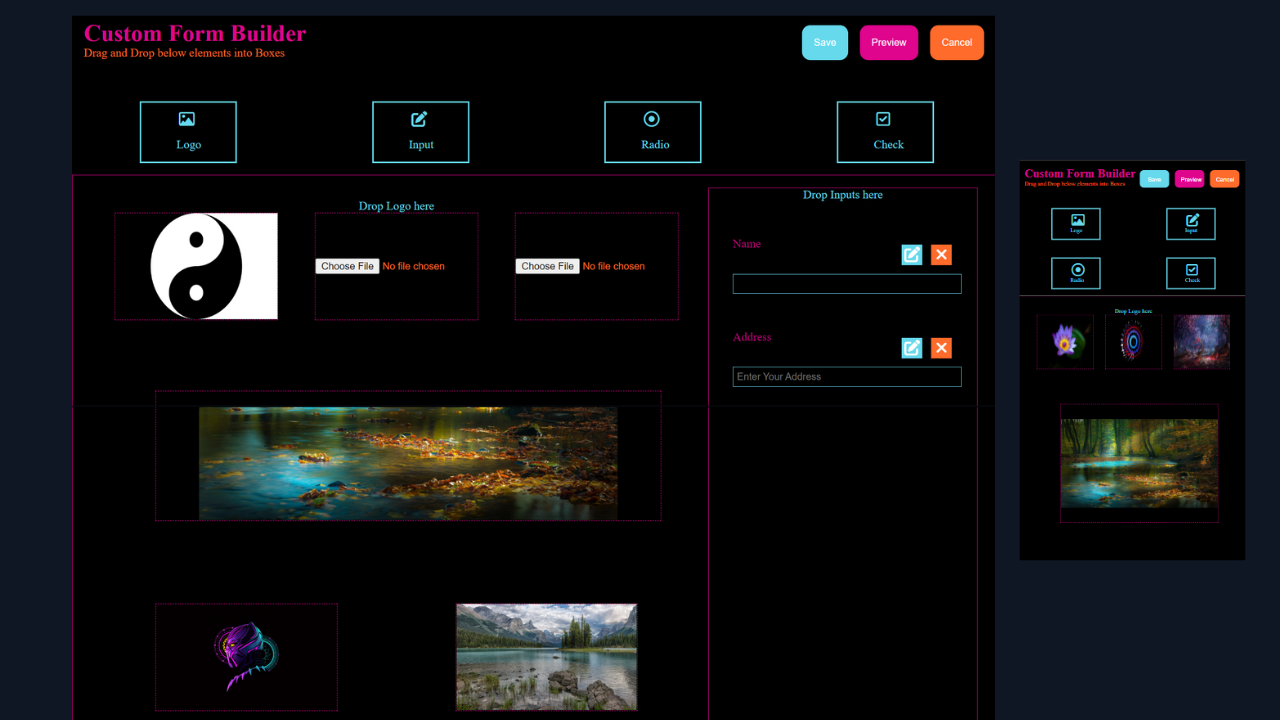 Custom Form Builder
Drag and Drop below elements into Boxes
Save Preview Cancel
Logo Input Radio Check
Drop Logo here
Choose File No file chosen
Choose File No file chosen
Drop Inputs here
Name
Address
Enter Your Address
Custom Form Builder
Drag and Drop below elements into Boxes
Save Preview Cancel
Logo Input
Radio Check
Drop Logo here